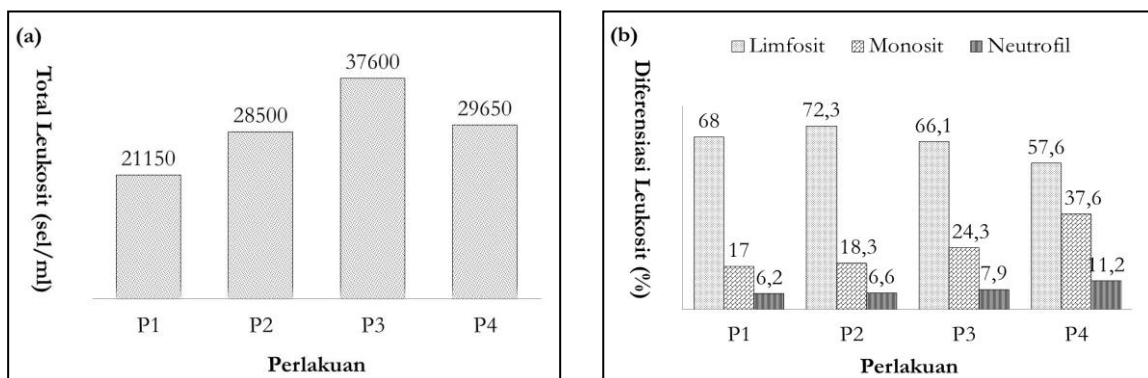 (a)
Total Leukosit (sel/ml)
21150
28500
37600
29650
P1 P2 P3 P4
Perlakuan
(b)
Limfosit Monosit Neutrofil
Diferensiasi Leukosit (%)
68 17 6,2
72,3 18,3 6,6
66,1 24,3 7,9
57,6 37,6 11,2
P1 P2 P3 P4
Perlakuan